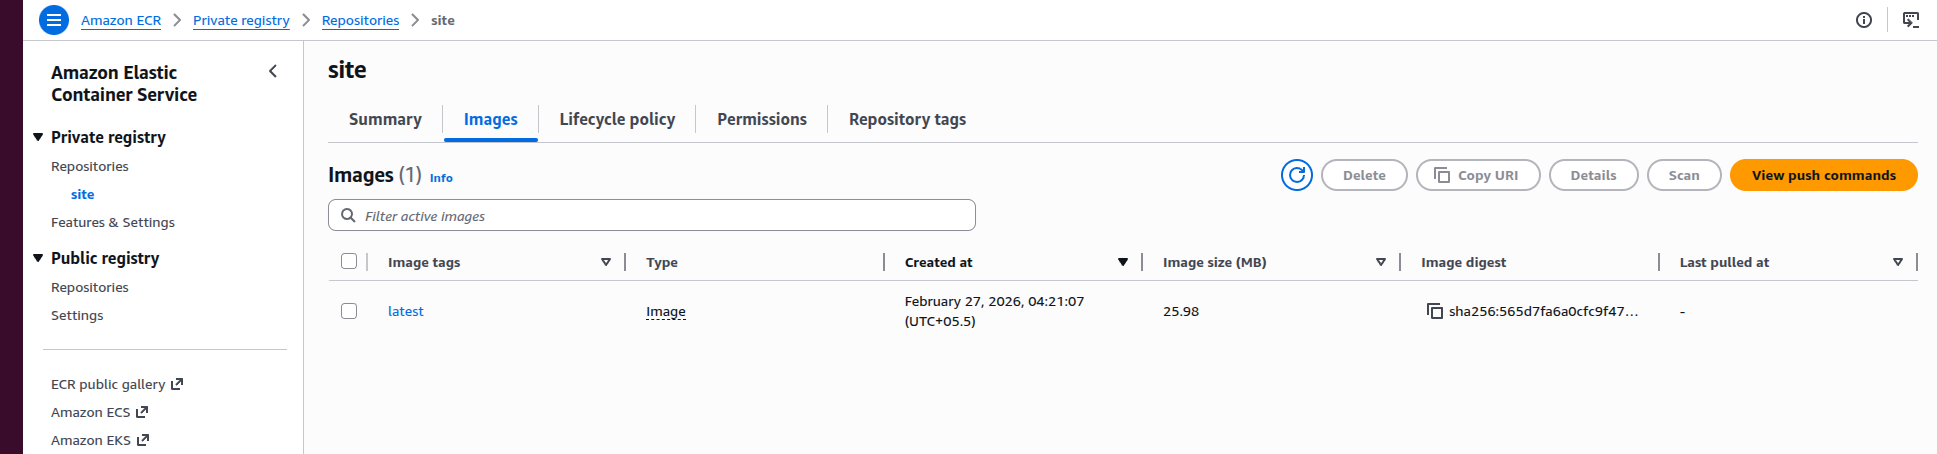 Amazon ECR > Private registry > Repositories > site
Amazon Elastic
Container Service
Private registry
Repositories
site
Features & Settings
Public registry
Repositories
Settings
ECR public gallery
Amazon ECS
Amazon EKS
site
Summary
Images
Lifecycle policy
Permissions
Repository tags
Images (1) Info
Delete
Copy URI
Details
Scan
View push commands
Filter active images
Image tags
Type
Created at
Image size (MB)
Image digest
Last pulled at
latest
Image
February 27, 2026, 04:21:07
(UTC+05.5)
25.98
sha256:565d7fa6a0cfc9f47...
-